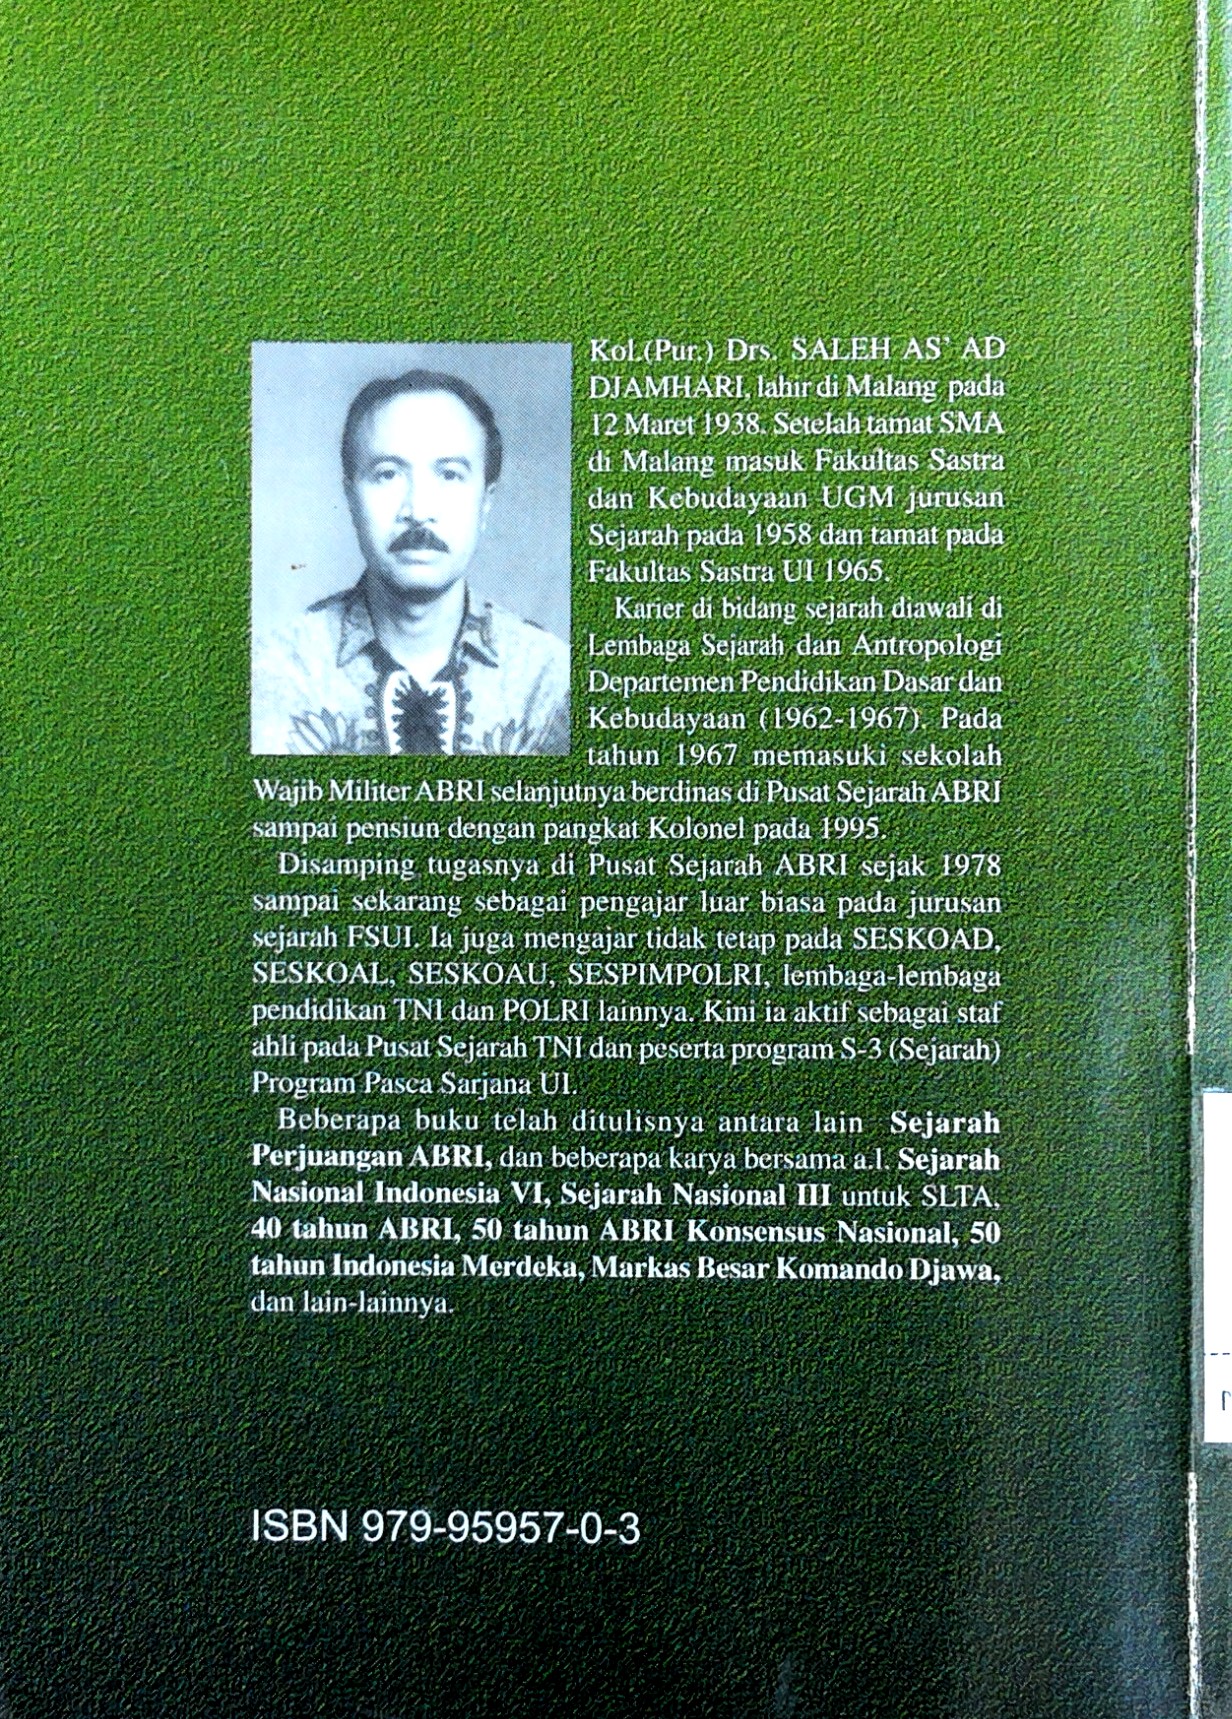 Kol.(Pur.) Drs. SALEH AS' AD
DJAMHARI, lahir di Malang pada
12 Maret 1938. Setelah tamat SMA
di Malang masuk Fakultas Sastra
dan Kebudayaan UGM jurusan
Sejarah pada 1958 dan tamat pada
Fakultas Sastra UI 1965.
Karier di bidang sejarah diawali di
Lembaga Sejarah dan Antropologi
Departemen Pendidikan Dasar dan
Kebudayaan (1962-1967). Pada
tahun 1967 memasuki sekolah
Wajib Militer ABRI selanjutnya berdinas di Pusat Sejarah ABRI
sampai pensiun dengan pangkat Kolonel pada 1995.
Disamping tugasnya di Pusat Sejarah ABRI sejak 1978
sampai sekarang sebagai pengajar luar biasa pada jurusan
sejarah FSUI. Ia juga mengajar tidak tetap pada SESKOAD,
SESKOAL, SESKOAU, SESPIMPOLRI, lembaga-lembaga
pendidikan TNI dan POLRI lainnya. Kini ia aktif sebagai staf
ahli pada Pusat Sejarah TNI dan peserta program S-3 (Sejarah)
Program Pasca Sarjana UI.
Beberapa buku telah ditulisnya antara lain Sejarah
Perjuangan ABRI, dan beberapa karya bersama a.l. Sejarah
Nasional Indonesia VI, Sejarah Nasional III untuk SLTA,
40 tahun ABRI, 50 tahun ABRI Konsensus Nasional, 50
tahun Indonesia Merdeka, Markas Besar Komando Djawa,
dan lain-lainnya.
ISBN 979-95957-0-3